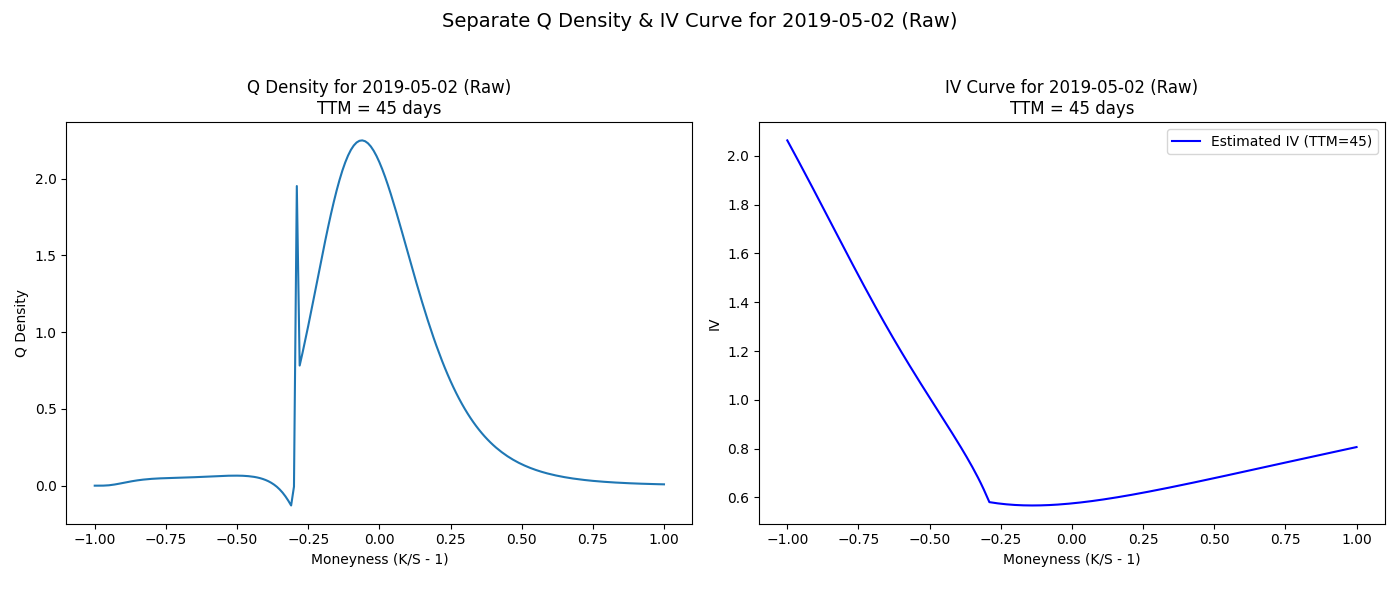 Separate Q Density & IV Curve for 2019-05-02 (Raw)
Q Density for 2019-05-02 (Raw)
TTM = 45 days
Q Density
2.0
1.5
1.0
0.5
0.0
−1.00 −0.75 −0.50 −0.25 0.00 0.25 0.50 0.75 1.00
Moneyness (K/S - 1)
IV Curve for 2019-05-02 (Raw)
TTM = 45 days
Estimated IV (TTM=45)
IV
2.0
1.8
1.6
1.4
1.2
1.0
0.8
0.6
−1.00 −0.75 −0.50 −0.25 0.00 0.25 0.50 0.75 1.00
Moneyness (K/S - 1)